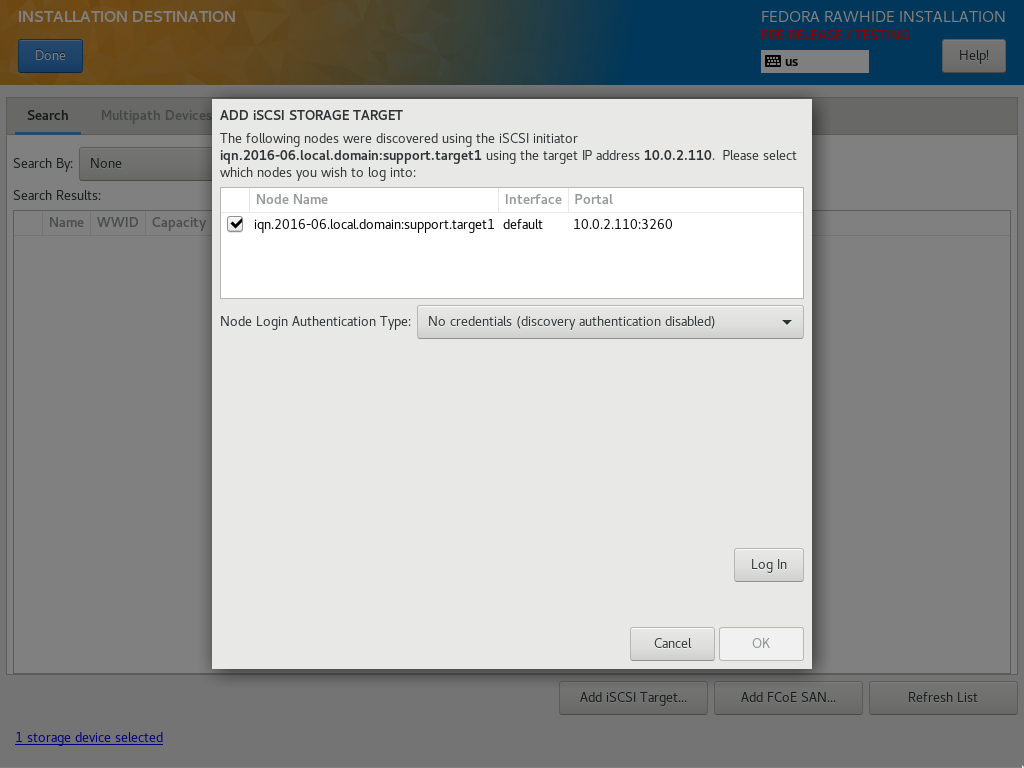 INSTALLATION DESTINATION
FEDORA RAWHIDE INSTALLATION
PRE-RELEASE / TESTING
Done
us
Help!
Search
Multipath Devices
Search By:
None
Search Results:
Name
WWID
Capacity
ADD iSCSI STORAGE TARGET
The following nodes were discovered using the iSCSI initiator
iqn.2016-06.local.domain:support.target1 using the target IP address 10.0.2.110.  Please select
which nodes you wish to log into:
Node Name
Interface
Portal
iqn.2016-06.local.domain:support.target1
default
10.0.2.110:3260
Node Login Authentication Type:
No credentials (discovery authentication disabled)
Log In
Cancel
OK
Add iSCSI Target...
Add FCoE SAN...
Refresh List
1 storage device selected